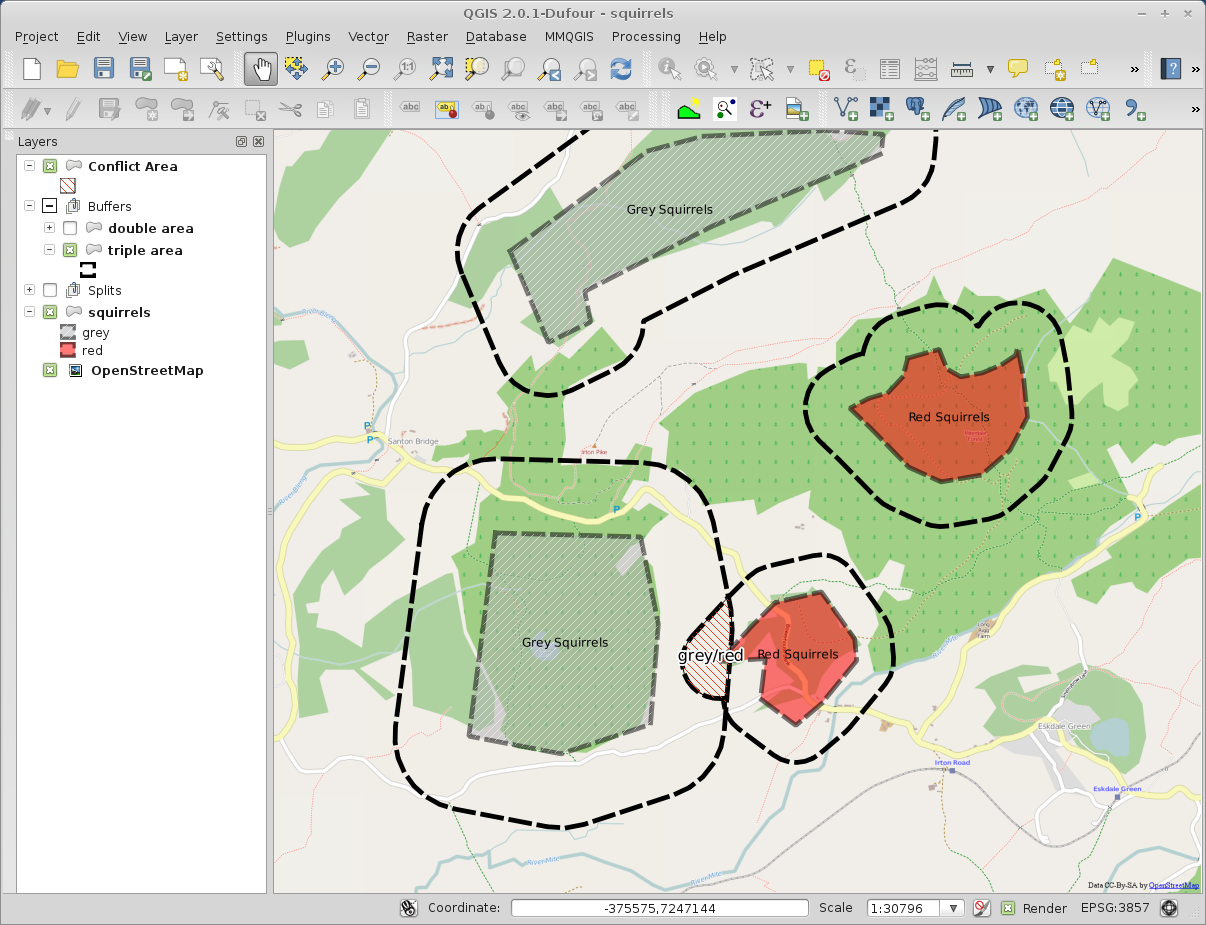 QGIS 2.0.1-Dufour - squirrels
Project Edit View Layer Settings Plugins Vector Raster Database MMQGIS Processing Help
Layers
Conflict Area
Buffers
double area
triple area
Splits
squirrels
grey
red
OpenStreetMap
Grey Squirrels
Red Squirrels
P
P
Santon Bridge
Irton Pike
P
P
Grey Squirrels
grey/red
Red Squirrels
Eskdale Green
Irton Road
Eskdale Green
RiverMite
RiverMite
Data CC-By-SA by OpenStreetMap
Coordinate: -375575,7247144 Scale 1:30796 Render EPSG:3857